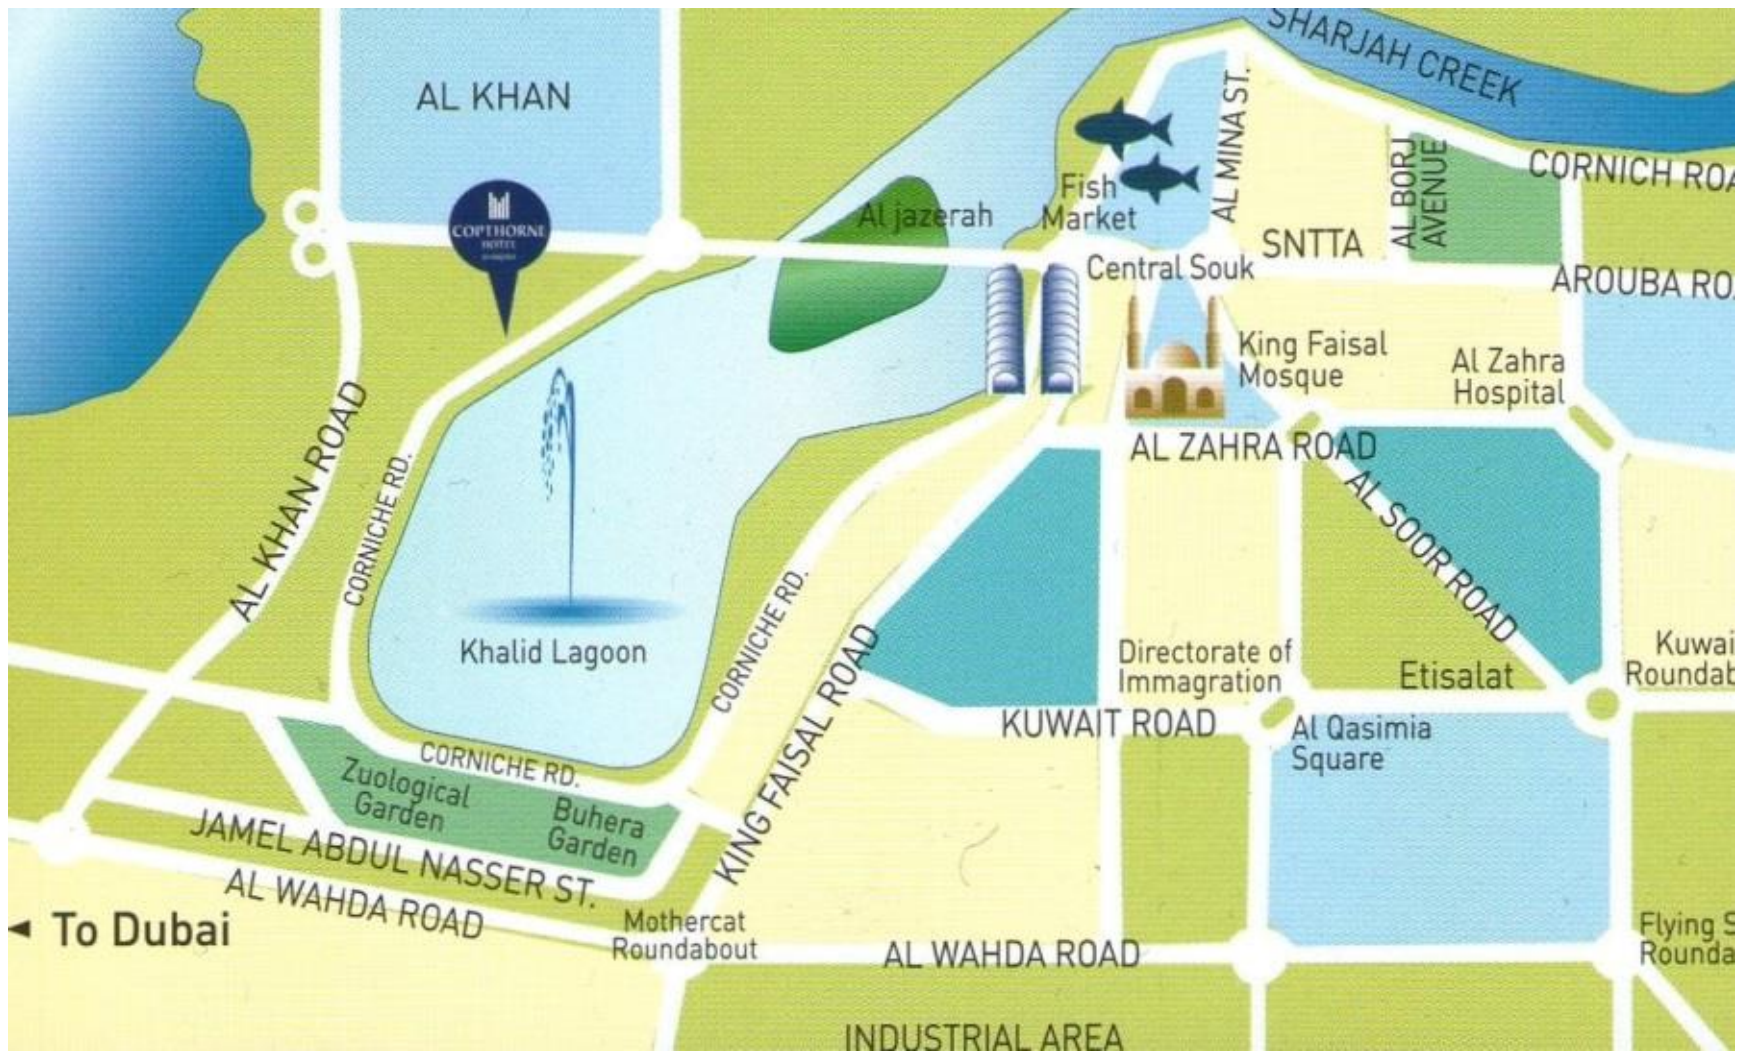 SHARJAH CREEK
AL KHAN
AL MINA ST.
AL BORJ
AVENUE
CORNICH ROA
COPTHORNE
HOTEL
Fish
Market
Al jazerah
SNTTA
Central Souk
AROUBA RO
King Faisal
Mosque
Al Zahra
Hospital
AL KHAN ROAD
CORNICHE RD.
AL ZAHRA ROAD
AL SOOR ROAD
Khalid Lagoon
CORNICHE RD.
KING FAISAL ROAD
Directorate of
Immagration
Etisalat
Kuwai
Roundab
KUWAIT ROAD
Al Qasimia
Square
CORNICHE RD.
Zuological
Garden
Buhera
Garden
JAMEL ABDUL NASSER ST.
AL WAHDA ROAD
To Dubai
Mothercat
Roundabout
AL WAHDA ROAD
Flying S
Rounda
INDUSTRIAL AREA